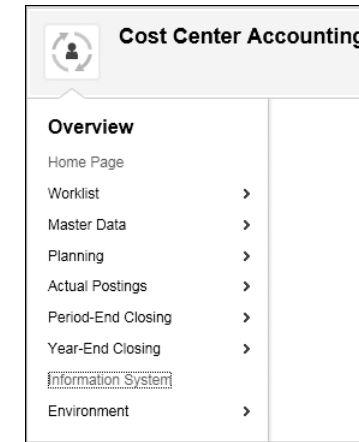 Cost Center Accounting
Overview
Home Page
Worklist
Master Data
Planning
Actual Postings
Period-End Closing
Year-End Closing
Information System
Environment